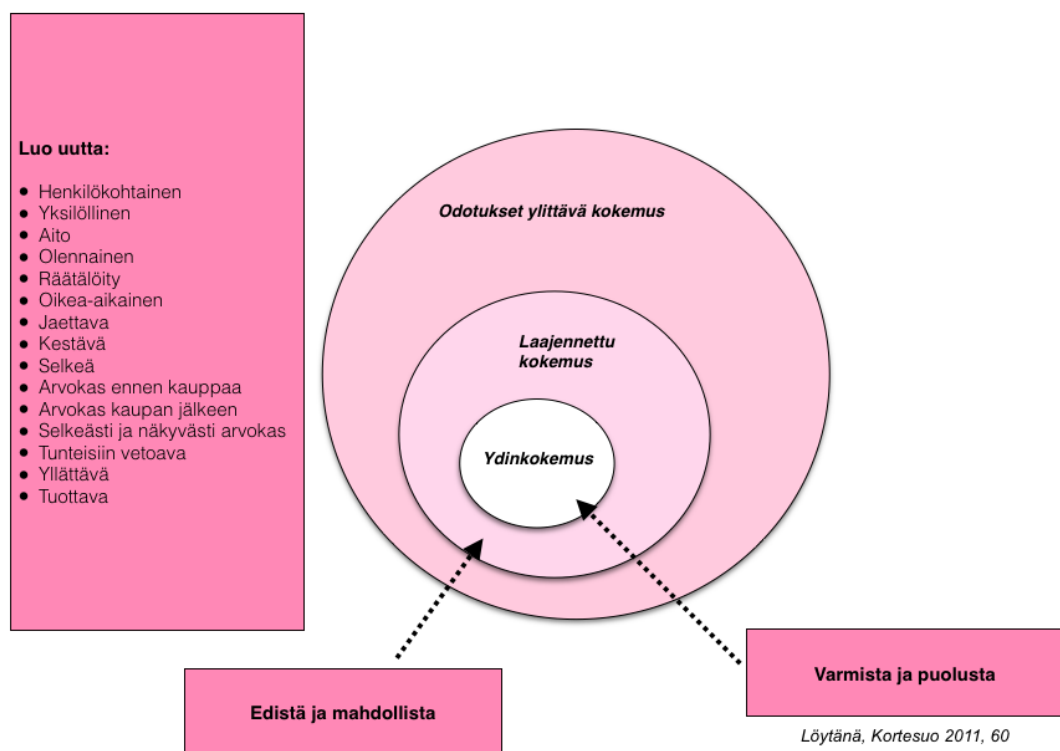 Luo uutta:
● Henkilökohtainen
● Yksilöllinen
● Aito
● Olennainen
● Räätälöity
● Oikea-aikainen
● Jaettava
● Kestävä
● Selkeä
● Arvokas ennen kauppaa
● Arvokas kaupan jälkeen
● Selkeästi ja näkyvästi arvokas
● Tunteisiin vetoava
● Yllättävä
● Tuottava
Odotukset ylittävä kokemus
Laajennettu
kokemus
Ydinkokemus
Edistä ja mahdollista
Varmista ja puolusta
Löytänä, Kortesuo 2011, 60